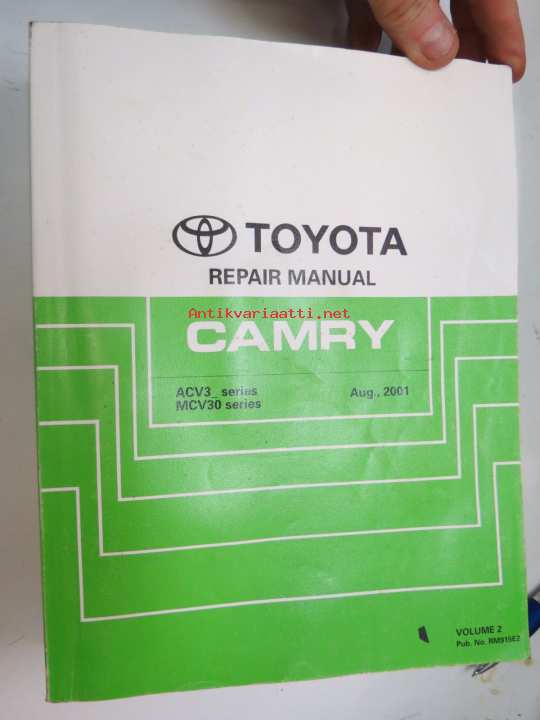 TOYOTA
REPAIR MANUAL
Antikvariaatti.net
CAMRY
ACV3_ series Aug., 2001
MCV30 series
VOLUME 2
Pub. No. RM915E2